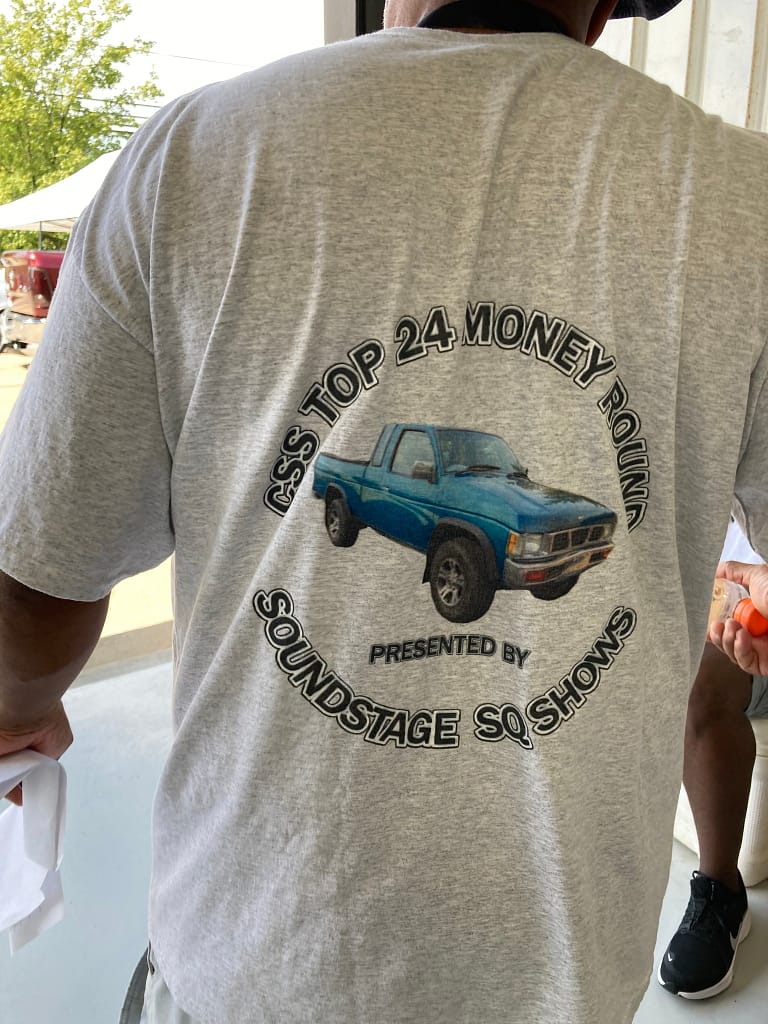 CSS TOP 24 MONEY ROUND
PRESENTED BY
SOUNDSTAGE SQ SHOWS